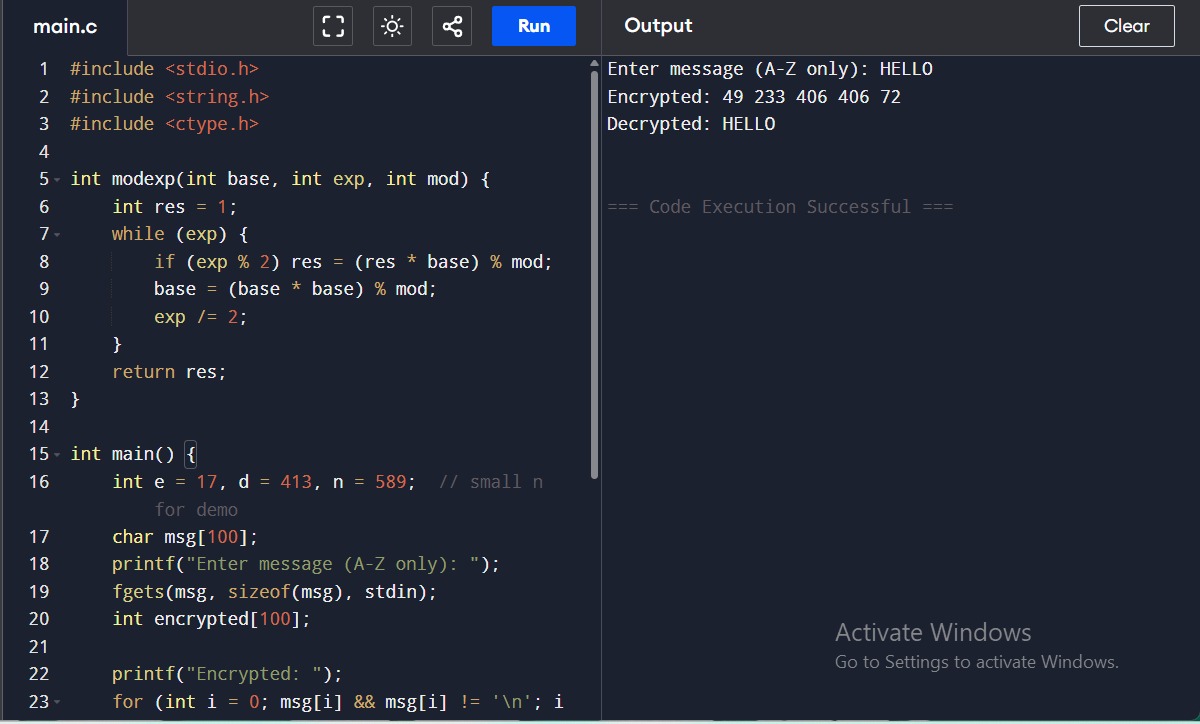 main.c
Run
1 #include <stdio.h>
2 #include <string.h>
3 #include <ctype.h>
4
5 int modexp(int base, int exp, int mod) {
6     int res = 1;
7     while (exp) {
8         if (exp % 2) res = (res * base) % mod;
9         base = (base * base) % mod;
10         exp /= 2;
11     }
12     return res;
13 }
14
15 int main() {
16     int e = 17, d = 413, n = 589;  // small n
        for demo
17     char msg[100];
18     printf("Enter message (A-Z only): ");
19     fgets(msg, sizeof(msg), stdin);
20     int encrypted[100];
21
22     printf("Encrypted: ");
23     for (int i = 0; msg[i] && msg[i] != '\n'; i
Output
Clear
Enter message (A-Z only): HELLO
Encrypted: 49 233 406 406 72
Decrypted: HELLO
=== Code Execution Successful ===
Activate Windows
Go to Settings to activate Windows.